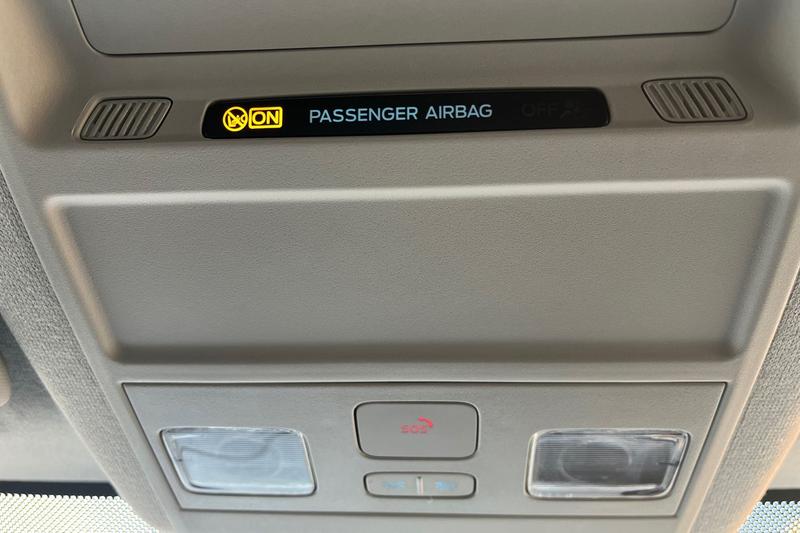 ON PASSENGER AIRBAG OFF
SOS